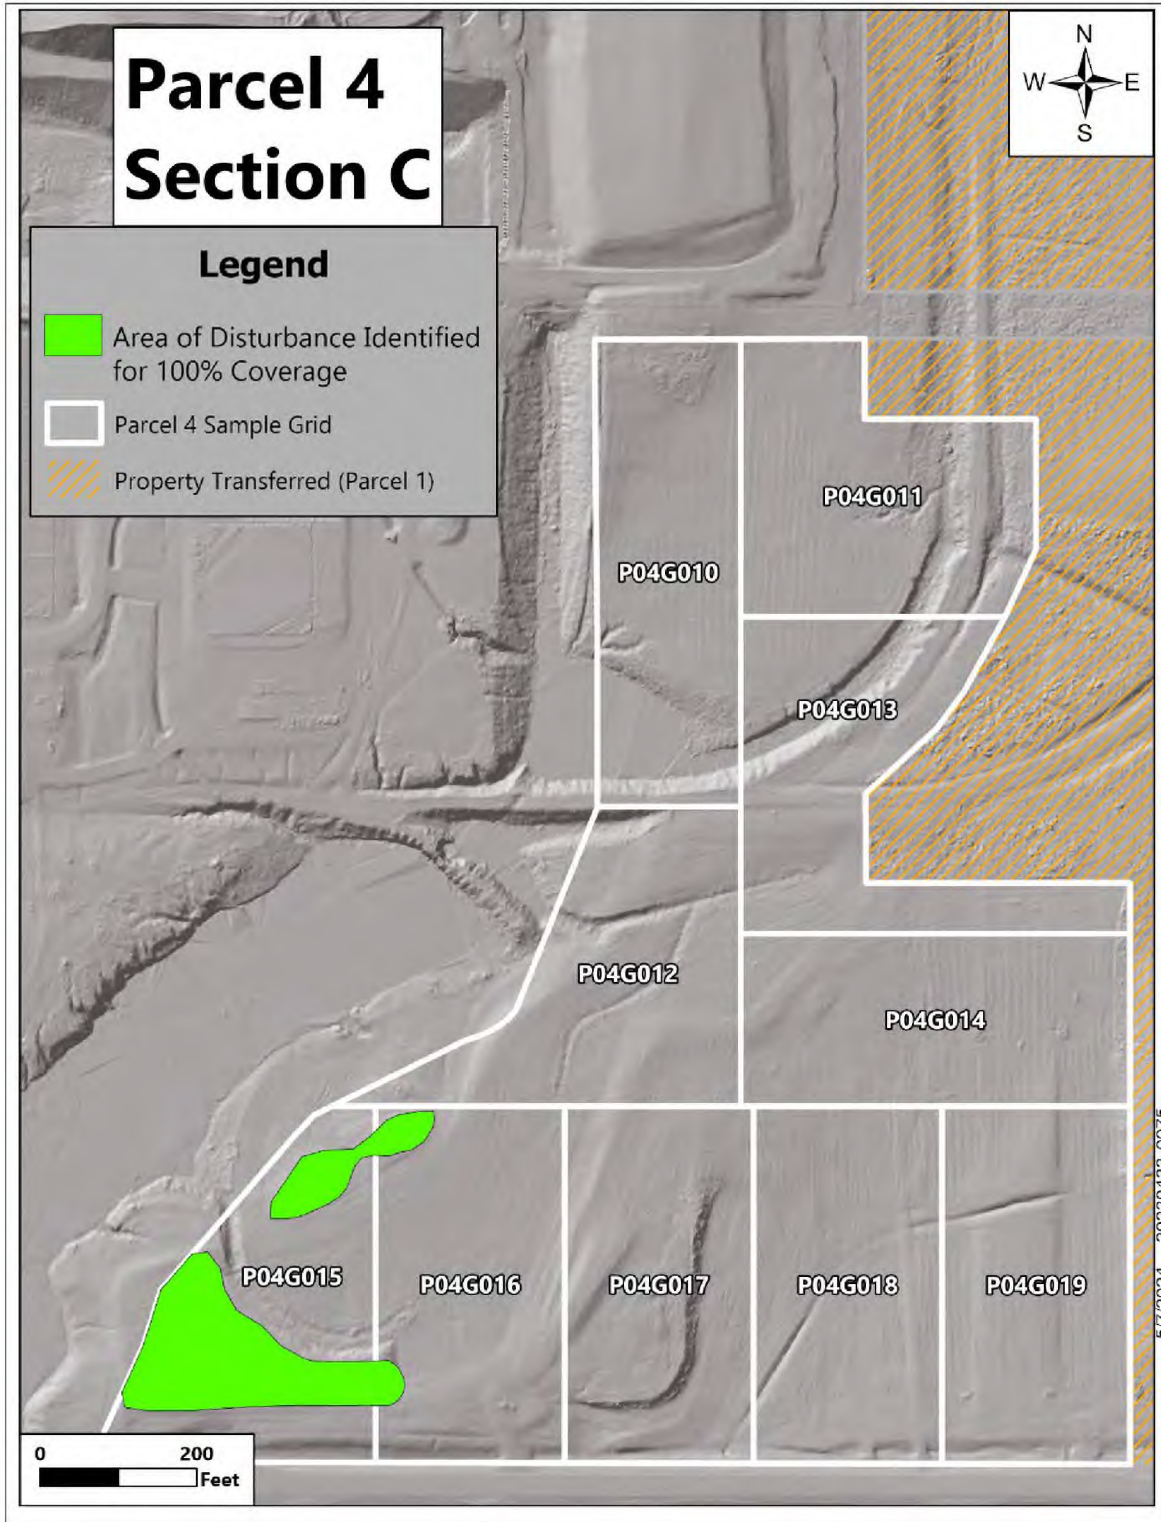 Parcel 4
Section C
N
W E
S
Legend
Area of Disturbance Identified
for 100% Coverage
Parcel 4 Sample Grid
Property Transferred (Parcel 1)
P04G011
P04G010
P04G013
P04G012
P04G014
P04G015
P04G016
P04G017
P04G018
P04G019
0 200
Feet